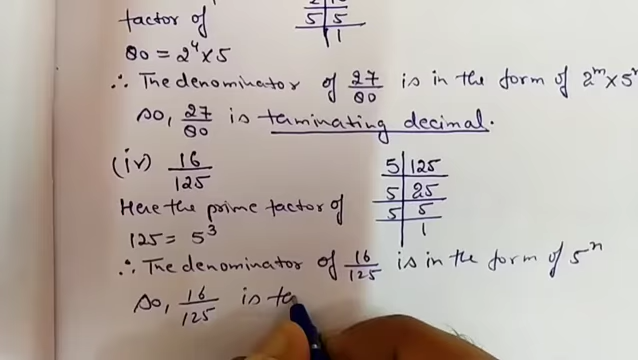 factor of
5 5
1
80 = 2⁴ × 5
∴ The denominator of 27/80 is in the form of 2ᵐ × 5ⁿ
so, 27/80 is taminating decimal.
(iv) 16/125
5 125
5 25
5 5
1
Here the prime factor of
125 = 5³
∴ The denominator of 16/125 is in the form of 5ⁿ
so, 16/125 is ta